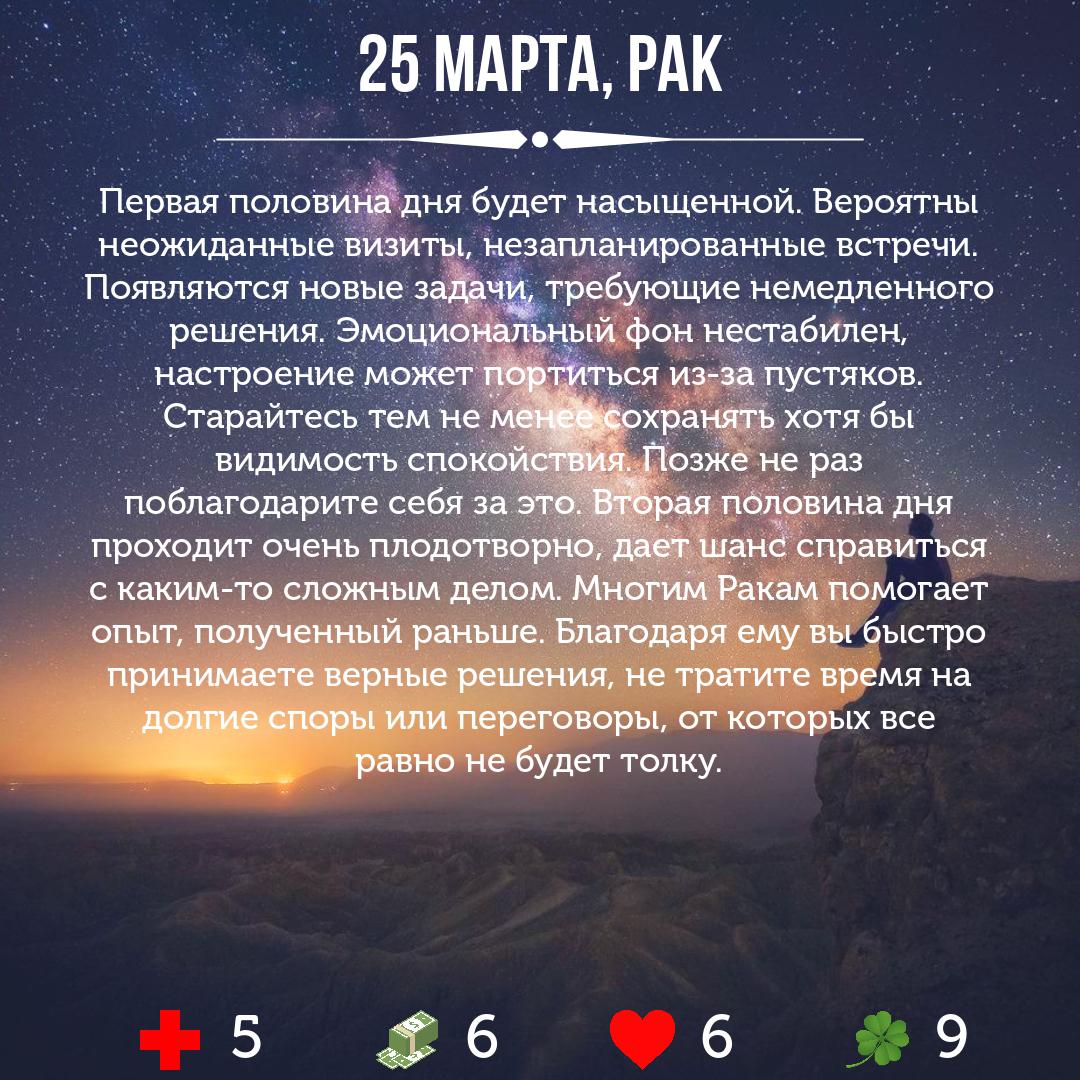 25 МАРТА, РАК
Первая половина дня будет насыщенной. Вероятны
неожиданные визиты, незапланированные встречи.
Появляются новые задачи, требующие немедленного
решения. Эмоциональный фон нестабилен,
настроение может портиться из-за пустяков.
Старайтесь тем не менее сохранять хотя бы
видимость спокойствия. Позже не раз
поблагодарите себя за это. Вторая половина дня
проходит очень плодотворно, дает шанс справиться
с каким-то сложным делом. Многим Ракам помогает
опыт, полученный раньше. Благодаря ему вы быстро
принимаете верные решения, не тратите время на
долгие споры или переговоры, от которых все
равно не будет толку.
5 6 6 9